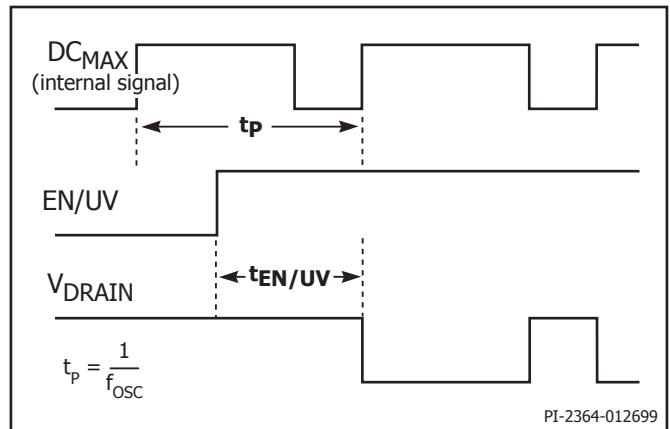 DCMAX
(internal signal)
tP
EN/UV
tEN/UV
VDRAIN
tP = 1
fOSC
PI-2364-012699